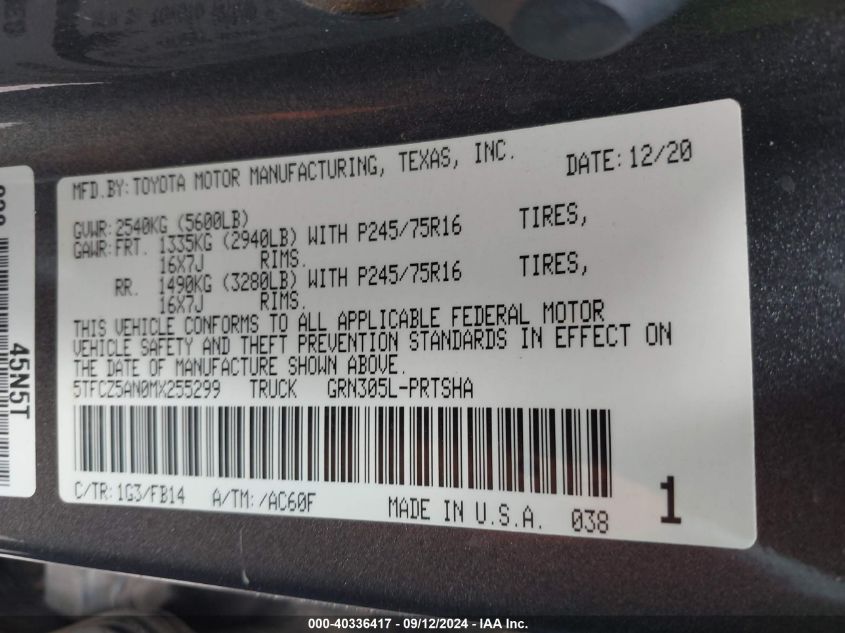 MFD.BY: TOYOTA MOTOR MANUFACTURING, TEXAS, INC. DATE: 12/20
GVWR: 2540KG (5600LB)
GAWR: FRT. 1335KG (2940LB) WITH P245/75R16 TIRES,
16X7J RIMS.
RR. 1490KG (3280LB) WITH P245/75R16 TIRES,
16X7J RIMS.
THIS VEHICLE CONFORMS TO ALL APPLICABLE FEDERAL MOTOR
VEHICLE SAFETY AND THEFT PREVENTION STANDARDS IN EFFECT ON
THE DATE OF MANUFACTURE SHOWN ABOVE.
5TFCZ5AN0MX255299 TRUCK GRN305L-PRTSHA
C/TR: 1G3/FB14 A/TM: /AC60F MADE IN U.S.A. 038 1
45N5T
000-40336417 - 09/12/2024 - IAA Inc.